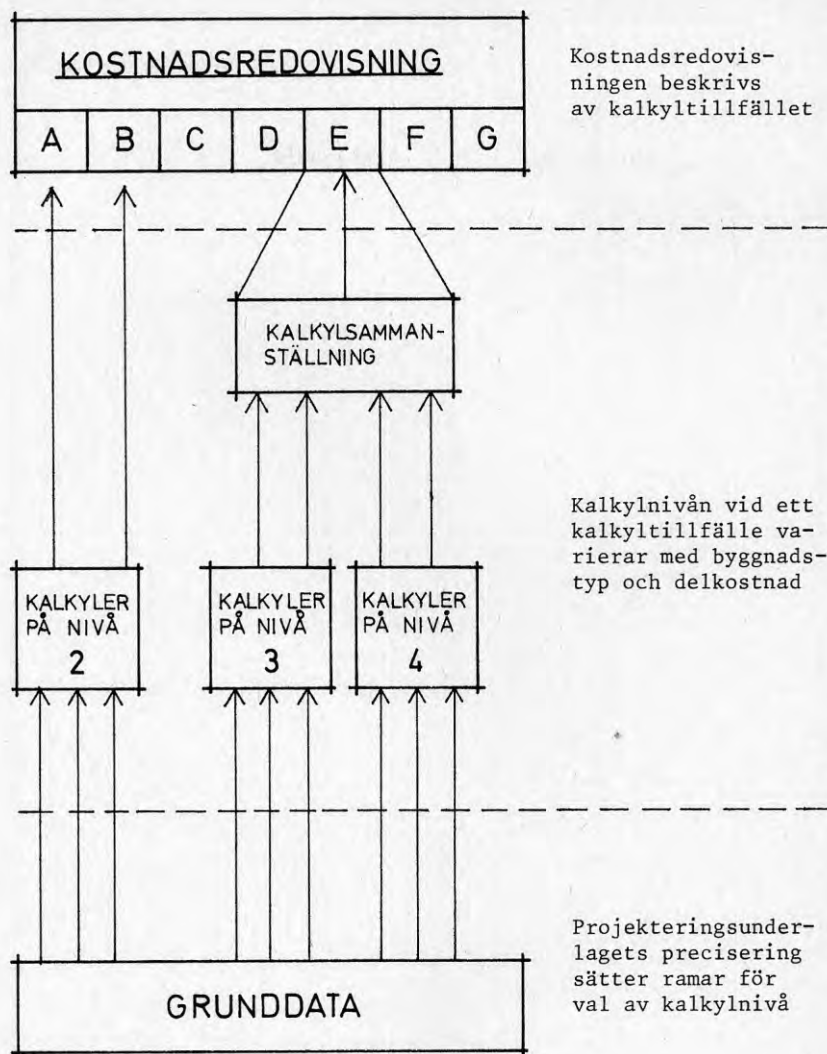 KOSTNADSREDOVISNING
A B C D E F G
Kostnadsredovis-
ningen beskrivs
av kalkyltillfället
KALKYLSAMMAN-
STÄLLNING
Kalkylnivån vid ett
kalkyltillfälle va-
rierar med byggnads-
typ och delkostnad
KALKYLER
PÅ NIVÅ
2
KALKYLER
PÅ NIVÅ
3
KALKYLER
PÅ NIVÅ
4
Projekteringsunder-
lagets precisering
sätter ramar för
val av kalkylnivå
GRUNDDATA